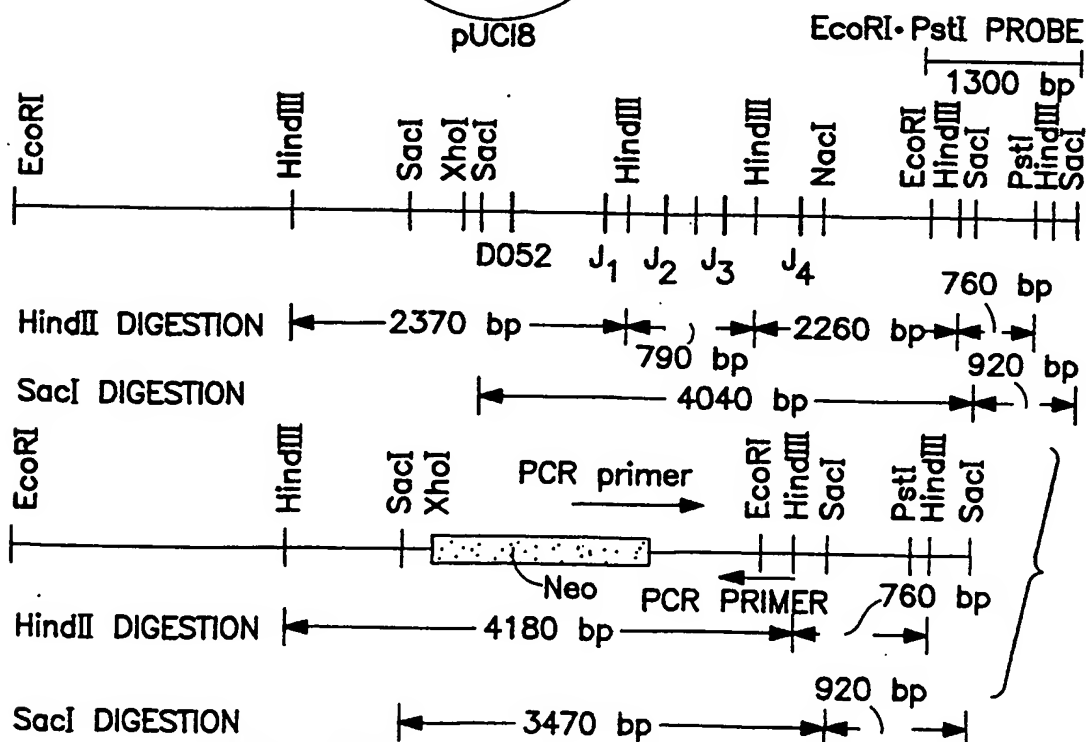 pUC18
EcoRI•PstI PROBE
1300 bp
EcoRI
HindIII
SacI
XhoI
SacI
HindIII
HindIII
NacI
EcoRI
HindIII
SacI
PstI
HindIII
SacI
D052
J1
J2
J3
J4
HindII DIGESTION
2370 bp
790 bp
2260 bp
760 bp
SacI DIGESTION
4040 bp
920 bp
EcoRI
HindIII
SacI
XhoI
PCR primer
EcoRI
HindIII
SacI
PstI
HindIII
SacI
Neo
PCR PRIMER
HindII DIGESTION
4180 bp
760 bp
SacI DIGESTION
3470 bp
920 bp